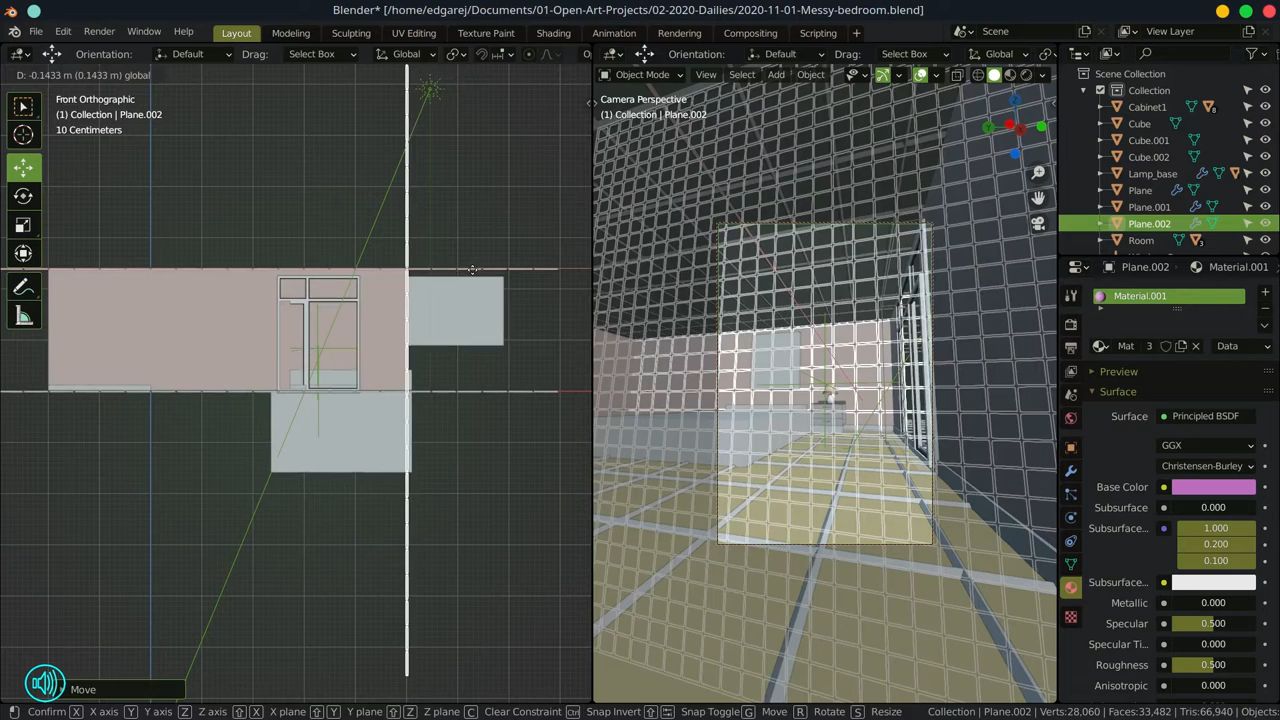 Blender* [/home/edgarej/Documents/01-Open-Art-Projects/02-2020-Dailies/2020-11-01-Messy-bedroom.blend]
File Edit Render Window Help Layout Modeling Sculpting UV Editing Texture Paint Shading Animation Rendering Compositing Scripting + Scene View Layer
Orientation: Default Drag: Select Box Global
Orientation: Default Drag: Select Box Global
D: -0.1433 m (0.1433 m) global
Object Mode View Select Add Object
Front Orthographic
(1) Collection | Plane.002
10 Centimeters
Camera Perspective
(1) Collection | Plane.002
Scene Collection
Collection
Cabinet1 8
Cube
Cube.001
Cube.002
Lamp_base
Plane
Plane.001
Plane.002
Room 3
Plane.002 Material.001
Material.001
Mat 3 Data
Preview
Surface
Surface Principled BSDF
GGX
Christensen-Burley
Base Color
Subsurface 0.000
Subsurface... 1.000
0.200
0.100
Subsurface...
Metallic 0.000
Specular 0.500
Specular Ti... 0.000
Roughness 0.500
Anisotropic 0.000
Move
Confirm X X axis Y Y axis Z Z axis X X plane Y Y plane Z Z plane C Clear Constraint Snap Invert Snap Toggle G Move R Rotate S Resize Collection | Plane.002 | Verts:28,060 | Faces:33,482 | Tris:66,940 | Objects